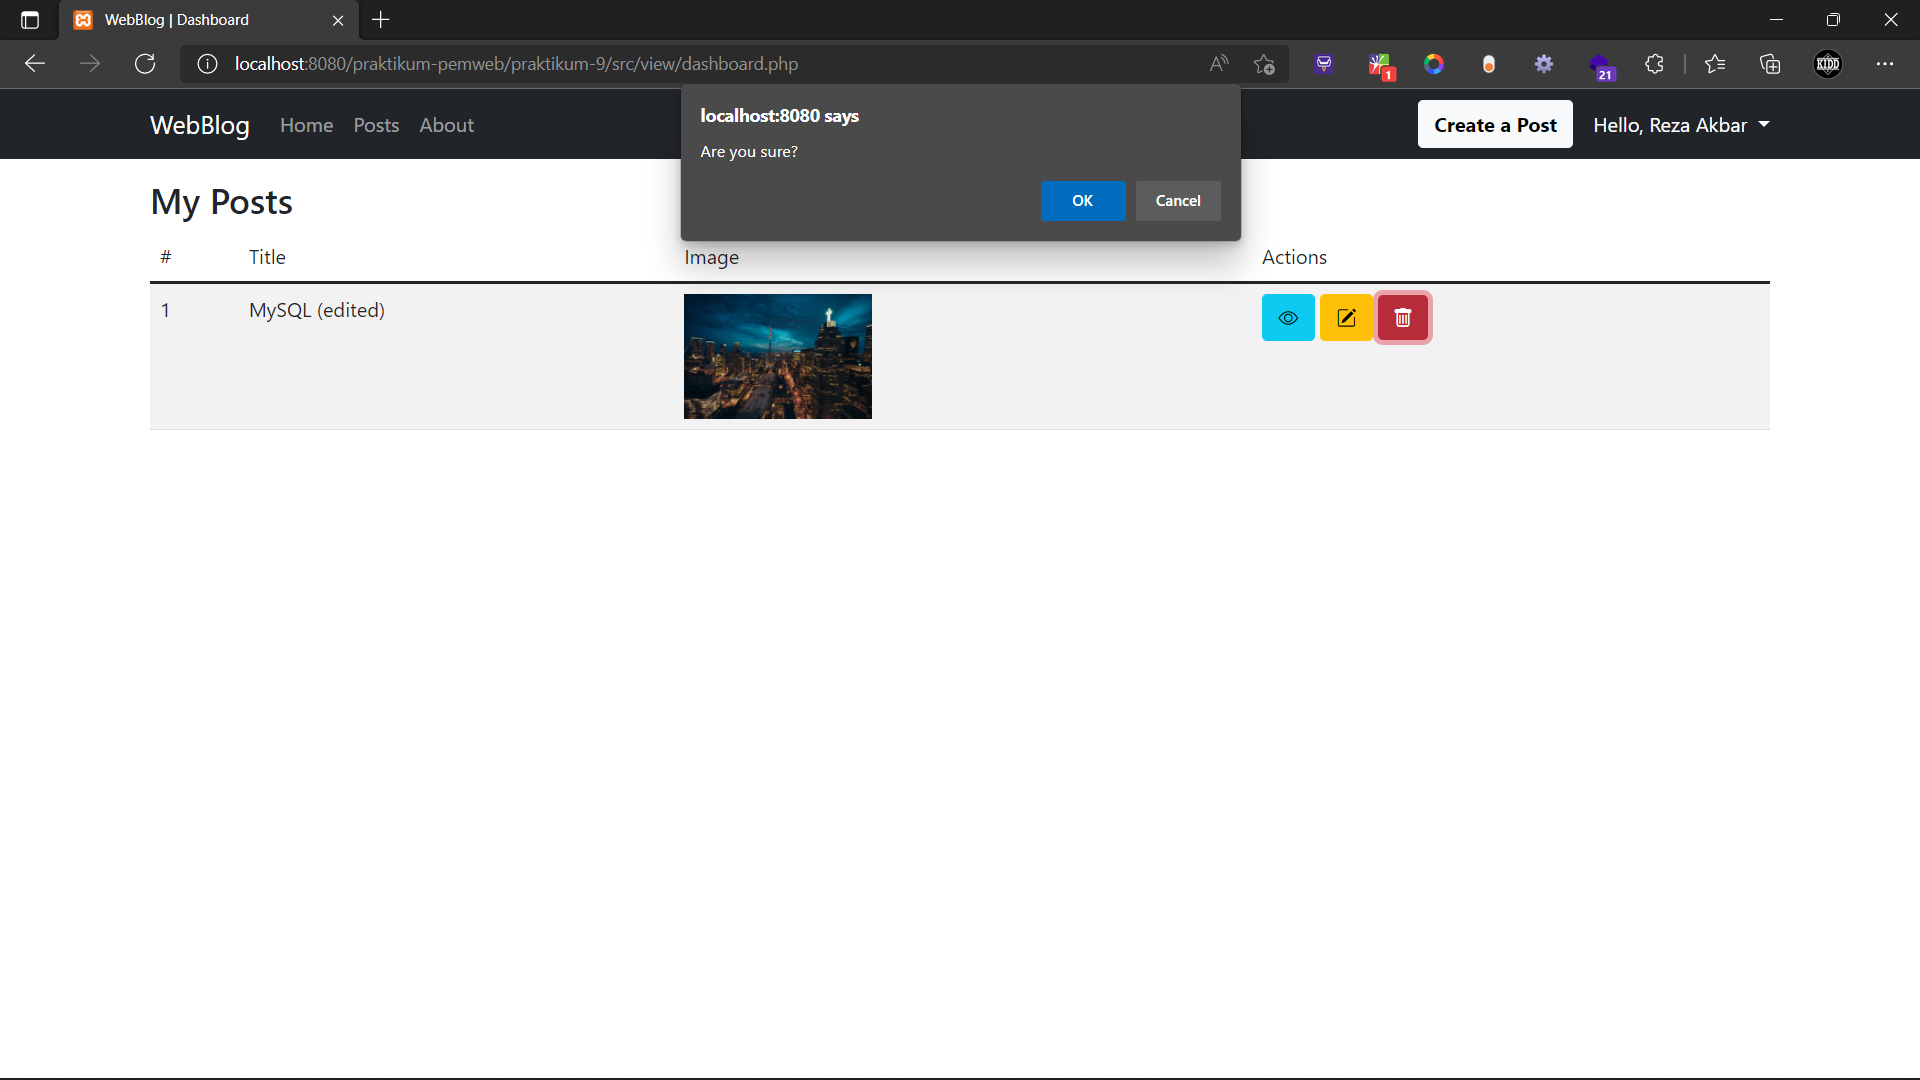 WebBlog | Dashboard
localhost:8080/praktikum-pemweb/praktikum-9/src/view/dashboard.php
1
21
KIDD
WebBlog
Home
Posts
About
localhost:8080 says
Are you sure?
OK
Cancel
Create a Post
Hello, Reza Akbar
My Posts
# Title Image Actions
1 MySQL (edited)